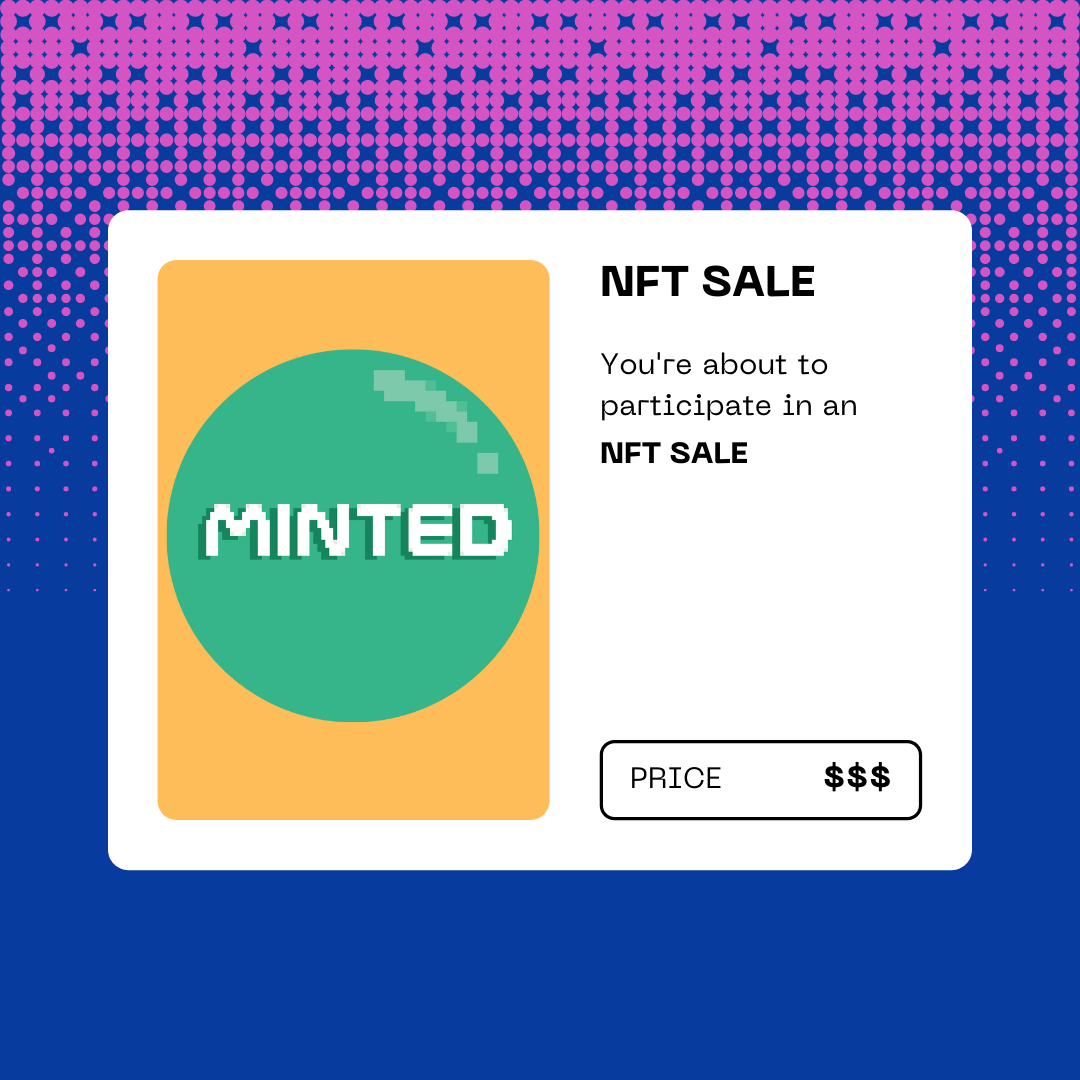 NFT SALE
You're about to
participate in an
NFT SALE
MINTED
PRICE $$$